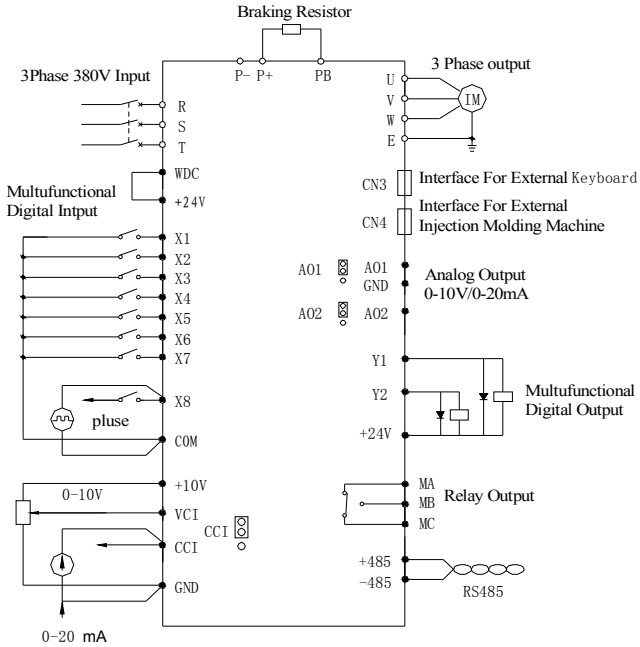 Braking Resistor
P- P+ PB
3Phase 380V Input
R
S
T
WDC
+24V
Multufunctional
Digital Intput
X1
X2
X3
X4
X5
X6
X7
X8
pluse
COM
+10V
0-10V
VCI
CCI
CCI
GND
0-20 mA
3 Phase output
U
V
W
E
IM
CN3
Interface For External Keyboard
CN4
Interface For External
Injection Molding Machine
AO1
AO1
GND
AO2
AO2
Analog Output
0-10V/0-20mA
Y1
Y2
+24V
Multufunctional
Digital Output
MA
MB
MC
Relay Output
+485
-485
RS485